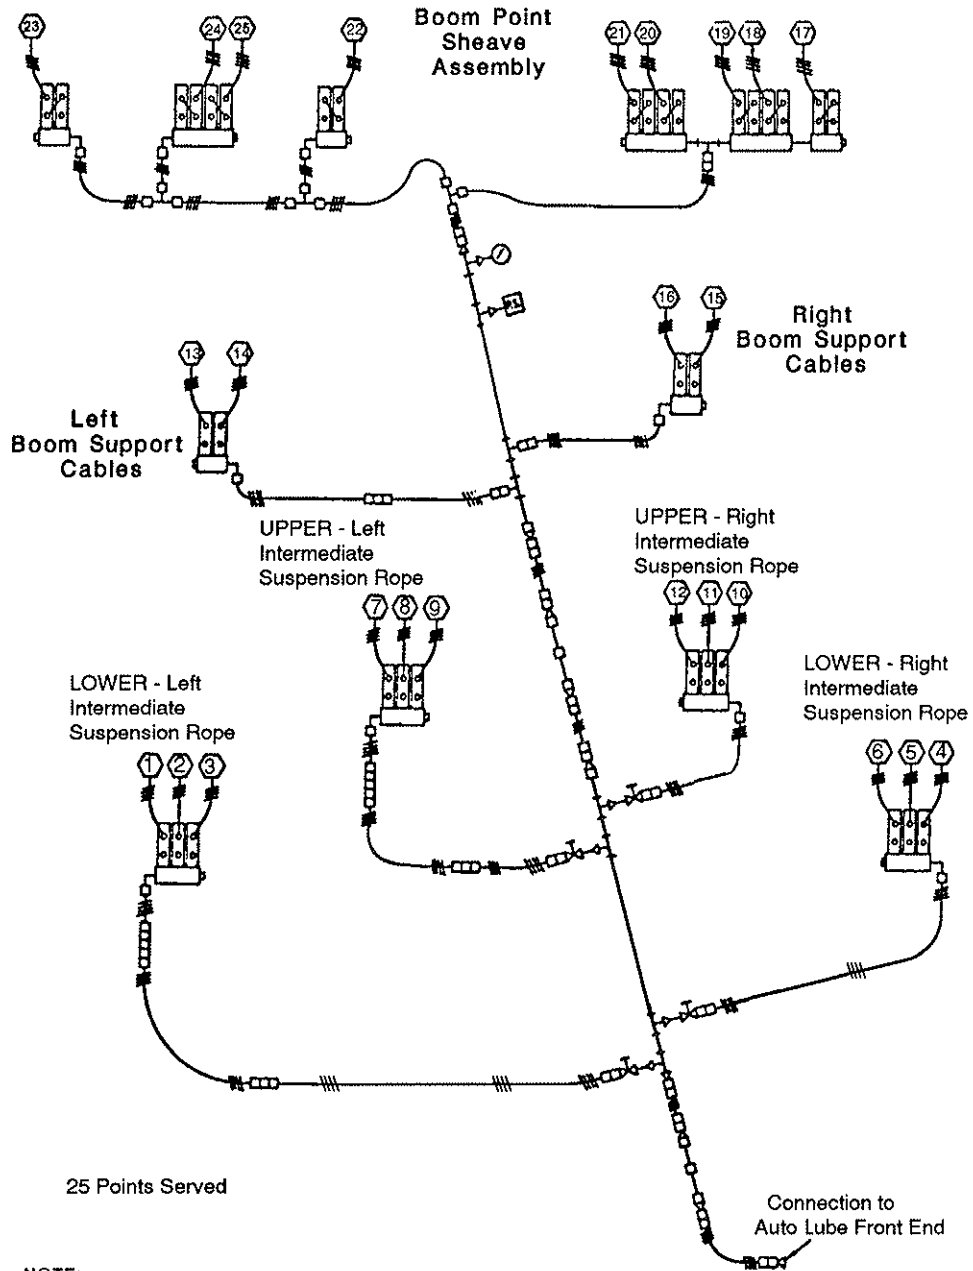 Boom Point
Sheave
Assembly
23
24
25
22
21
20
19
18
17
16
15
Right
Boom Support
Cables
13
14
Left
Boom Support
Cables
UPPER - Left
Intermediate
Suspension Rope
UPPER - Right
Intermediate
Suspension Rope
7
8
9
12
11
10
LOWER - Left
Intermediate
Suspension Rope
LOWER - Right
Intermediate
Suspension Rope
1
2
3
6
5
4
25 Points Served
Connection to
Auto Lube Front End
NOTE: